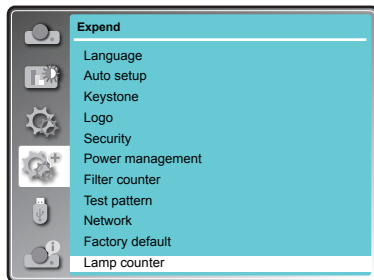 Expend
Language
Auto setup
Keystone
Logo
Security
Power management
Filter counter
Test pattern
Network
Factory default
Lamp counter